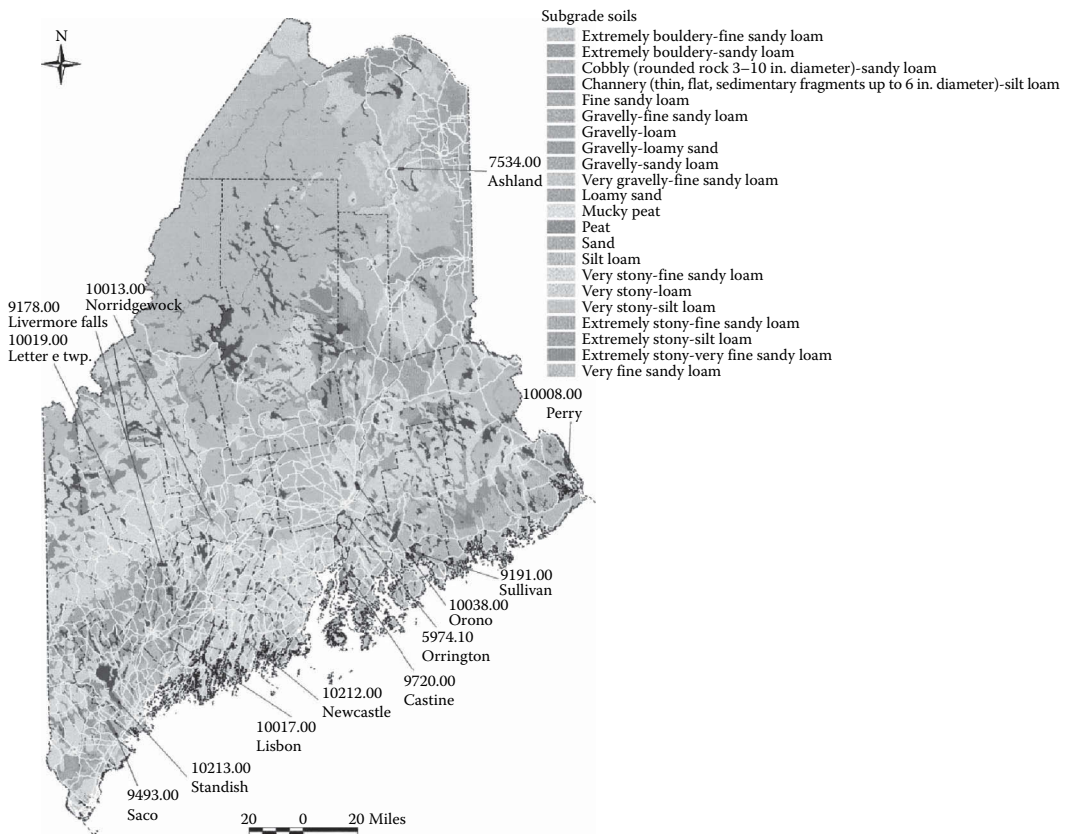 Subgrade soils
Extremely bouldery-fine sandy loam
Extremely bouldery-sandy loam
Cobbly (rounded rock 3–10 in. diameter)-sandy loam
Channery (thin, flat, sedimentary fragments up to 6 in. diameter)-silt loam
Fine sandy loam
Gravelly-fine sandy loam
Gravelly-loam
Gravelly-loamy sand
Gravelly-sandy loam
Very gravelly-fine sandy loam
Loamy sand
Mucky peat
Peat
Sand
Silt loam
Very stony-fine sandy loam
Very stony-loam
Very stony-silt loam
Extremely stony-fine sandy loam
Extremely stony-silt loam
Extremely stony-very fine sandy loam
Very fine sandy loam
N
7534.00
Ashland
10013.00
Norridgewock
9178.00
Livermore falls
10019.00
Letter e twp.
10008.00
Perry
9191.00
Sullivan
10038.00
Orono
5974.10
Orrington
9720.00
Castine
10212.00
Newcastle
10017.00
Lisbon
10213.00
Standish
9493.00
Saco
20 0 20 Miles